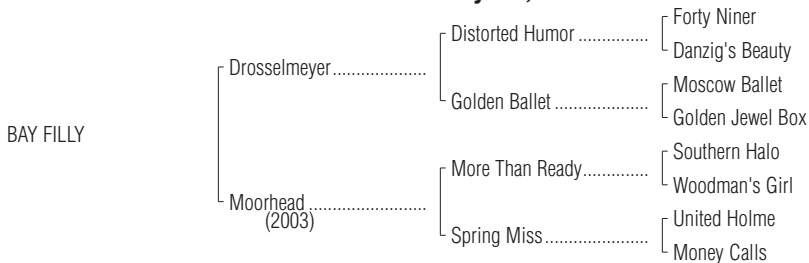 Forty Niner
Distorted Humor ...............
Danzig's Beauty
Drosselmeyer....................
Moscow Ballet
Golden Ballet ....................
Golden Jewel Box
BAY FILLY
Southern Halo
More Than Ready..............
Woodman's Girl
Moorhead .........................
(2003)
United Holme
Spring Miss......................
Money Calls